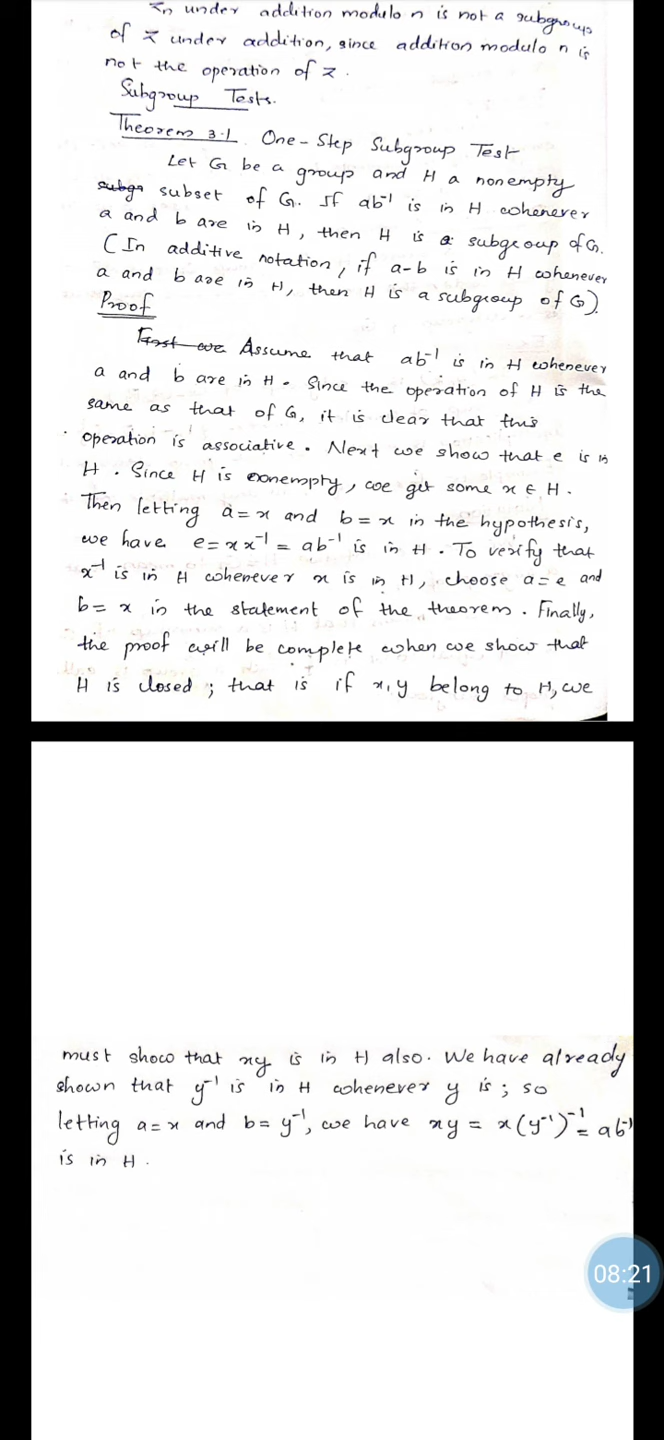 Zn under addition modulo n is not a subgroup
of Z under addition, since addition modulo n is
not the operation of Z.
Subgroup Tests.
Theorem 3.1 One-Step Subgroup Test
Let G be a group and H a nonempty
subgr subset of G. If ab⁻¹ is in H whenever
a and b are in H, then H is a subgroup of G.
(In additive notation, if a-b is in H whenever
a and b are in H, then H is a subgroup of G).
Proof
First we Assume that ab⁻¹ is in H whenever
a and b are in H. Since the operation of H is the
same as that of G, it is clear that this
operation is associative. Next we show that e is in
H. Since H is nonempty, we get some x ∈ H.
Then letting a=x and b=x in the hypothesis,
we have e=xx⁻¹=ab⁻¹ is in H. To verify that
x⁻¹ is in H whenever x is in H, choose a=e and
b=x in the statement of the theorem. Finally,
the proof will be complete when we show that
H is closed; that is if x,y belong to H, we
must show that xy is in H also. We have already
shown that y⁻¹ is in H whenever y is; so
letting a=x and b=y⁻¹, we have xy = x(y⁻¹)⁻¹=ab⁻¹
is in H.
08:21